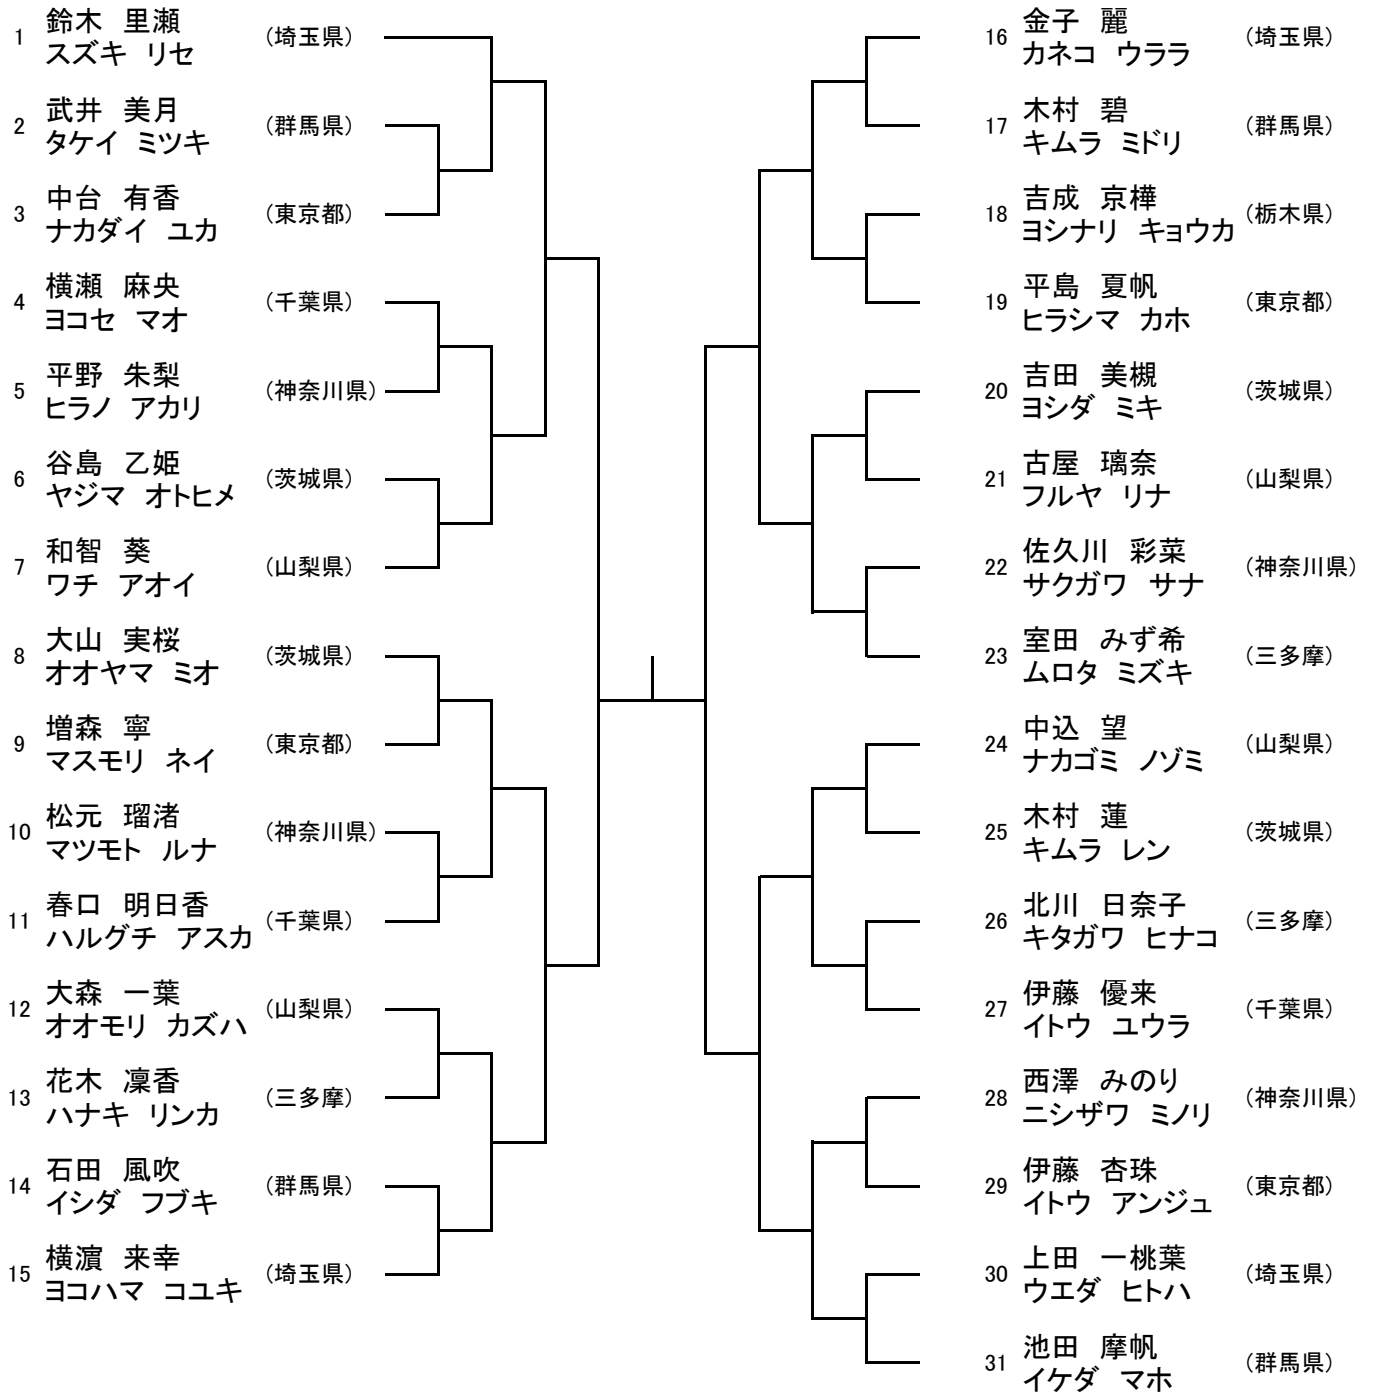 1 鈴木 里瀬 (埼玉県)
スズキ リセ
2 武井 美月 (群馬県)
タケイ ミツキ
3 中台 有香 (東京都)
ナカダイ ユカ
4 横瀬 麻央 (千葉県)
ヨコセ マオ
5 平野 朱梨 (神奈川県)
ヒラノ アカリ
6 谷島 乙姫 (茨城県)
ヤジマ オトヒメ
7 和智 葵 (山梨県)
ワチ アオイ
8 大山 実桜 (茨城県)
オオヤマ ミオ
9 増森 寧 (東京都)
マスモリ ネイ
10 松元 瑠渚 (神奈川県)
マツモト ルナ
11 春口 明日香 (千葉県)
ハルグチ アスカ
12 大森 一葉 (山梨県)
オオモリ カズハ
13 花木 凜香 (三多摩)
ハナキ リンカ
14 石田 風吹 (群馬県)
イシダ フブキ
15 横濵 来幸 (埼玉県)
ヨコハマ コユキ
16 金子 麗 (埼玉県)
カネコ ウララ
17 木村 碧 (群馬県)
キムラ ミドリ
18 吉成 京樺 (栃木県)
ヨシナリ キョウカ
19 平島 夏帆 (東京都)
ヒラシマ カホ
20 吉田 美槻 (茨城県)
ヨシダ ミキ
21 古屋 璃奈 (山梨県)
フルヤ リナ
22 佐久川 彩菜 (神奈川県)
サクガワ サナ
23 室田 みず希 (三多摩)
ムロタ ミズキ
24 中込 望 (山梨県)
ナカゴミ ノゾミ
25 木村 蓮 (茨城県)
キムラ レン
26 北川 日奈子 (三多摩)
キタガワ ヒナコ
27 伊藤 優来 (千葉県)
イトウ ユウラ
28 西澤 みのり (神奈川県)
ニシザワ ミノリ
29 伊藤 杏珠 (東京都)
イトウ アンジュ
30 上田 一桃葉 (埼玉県)
ウエダ ヒトハ
31 池田 摩帆 (群馬県)
イケダ マホ